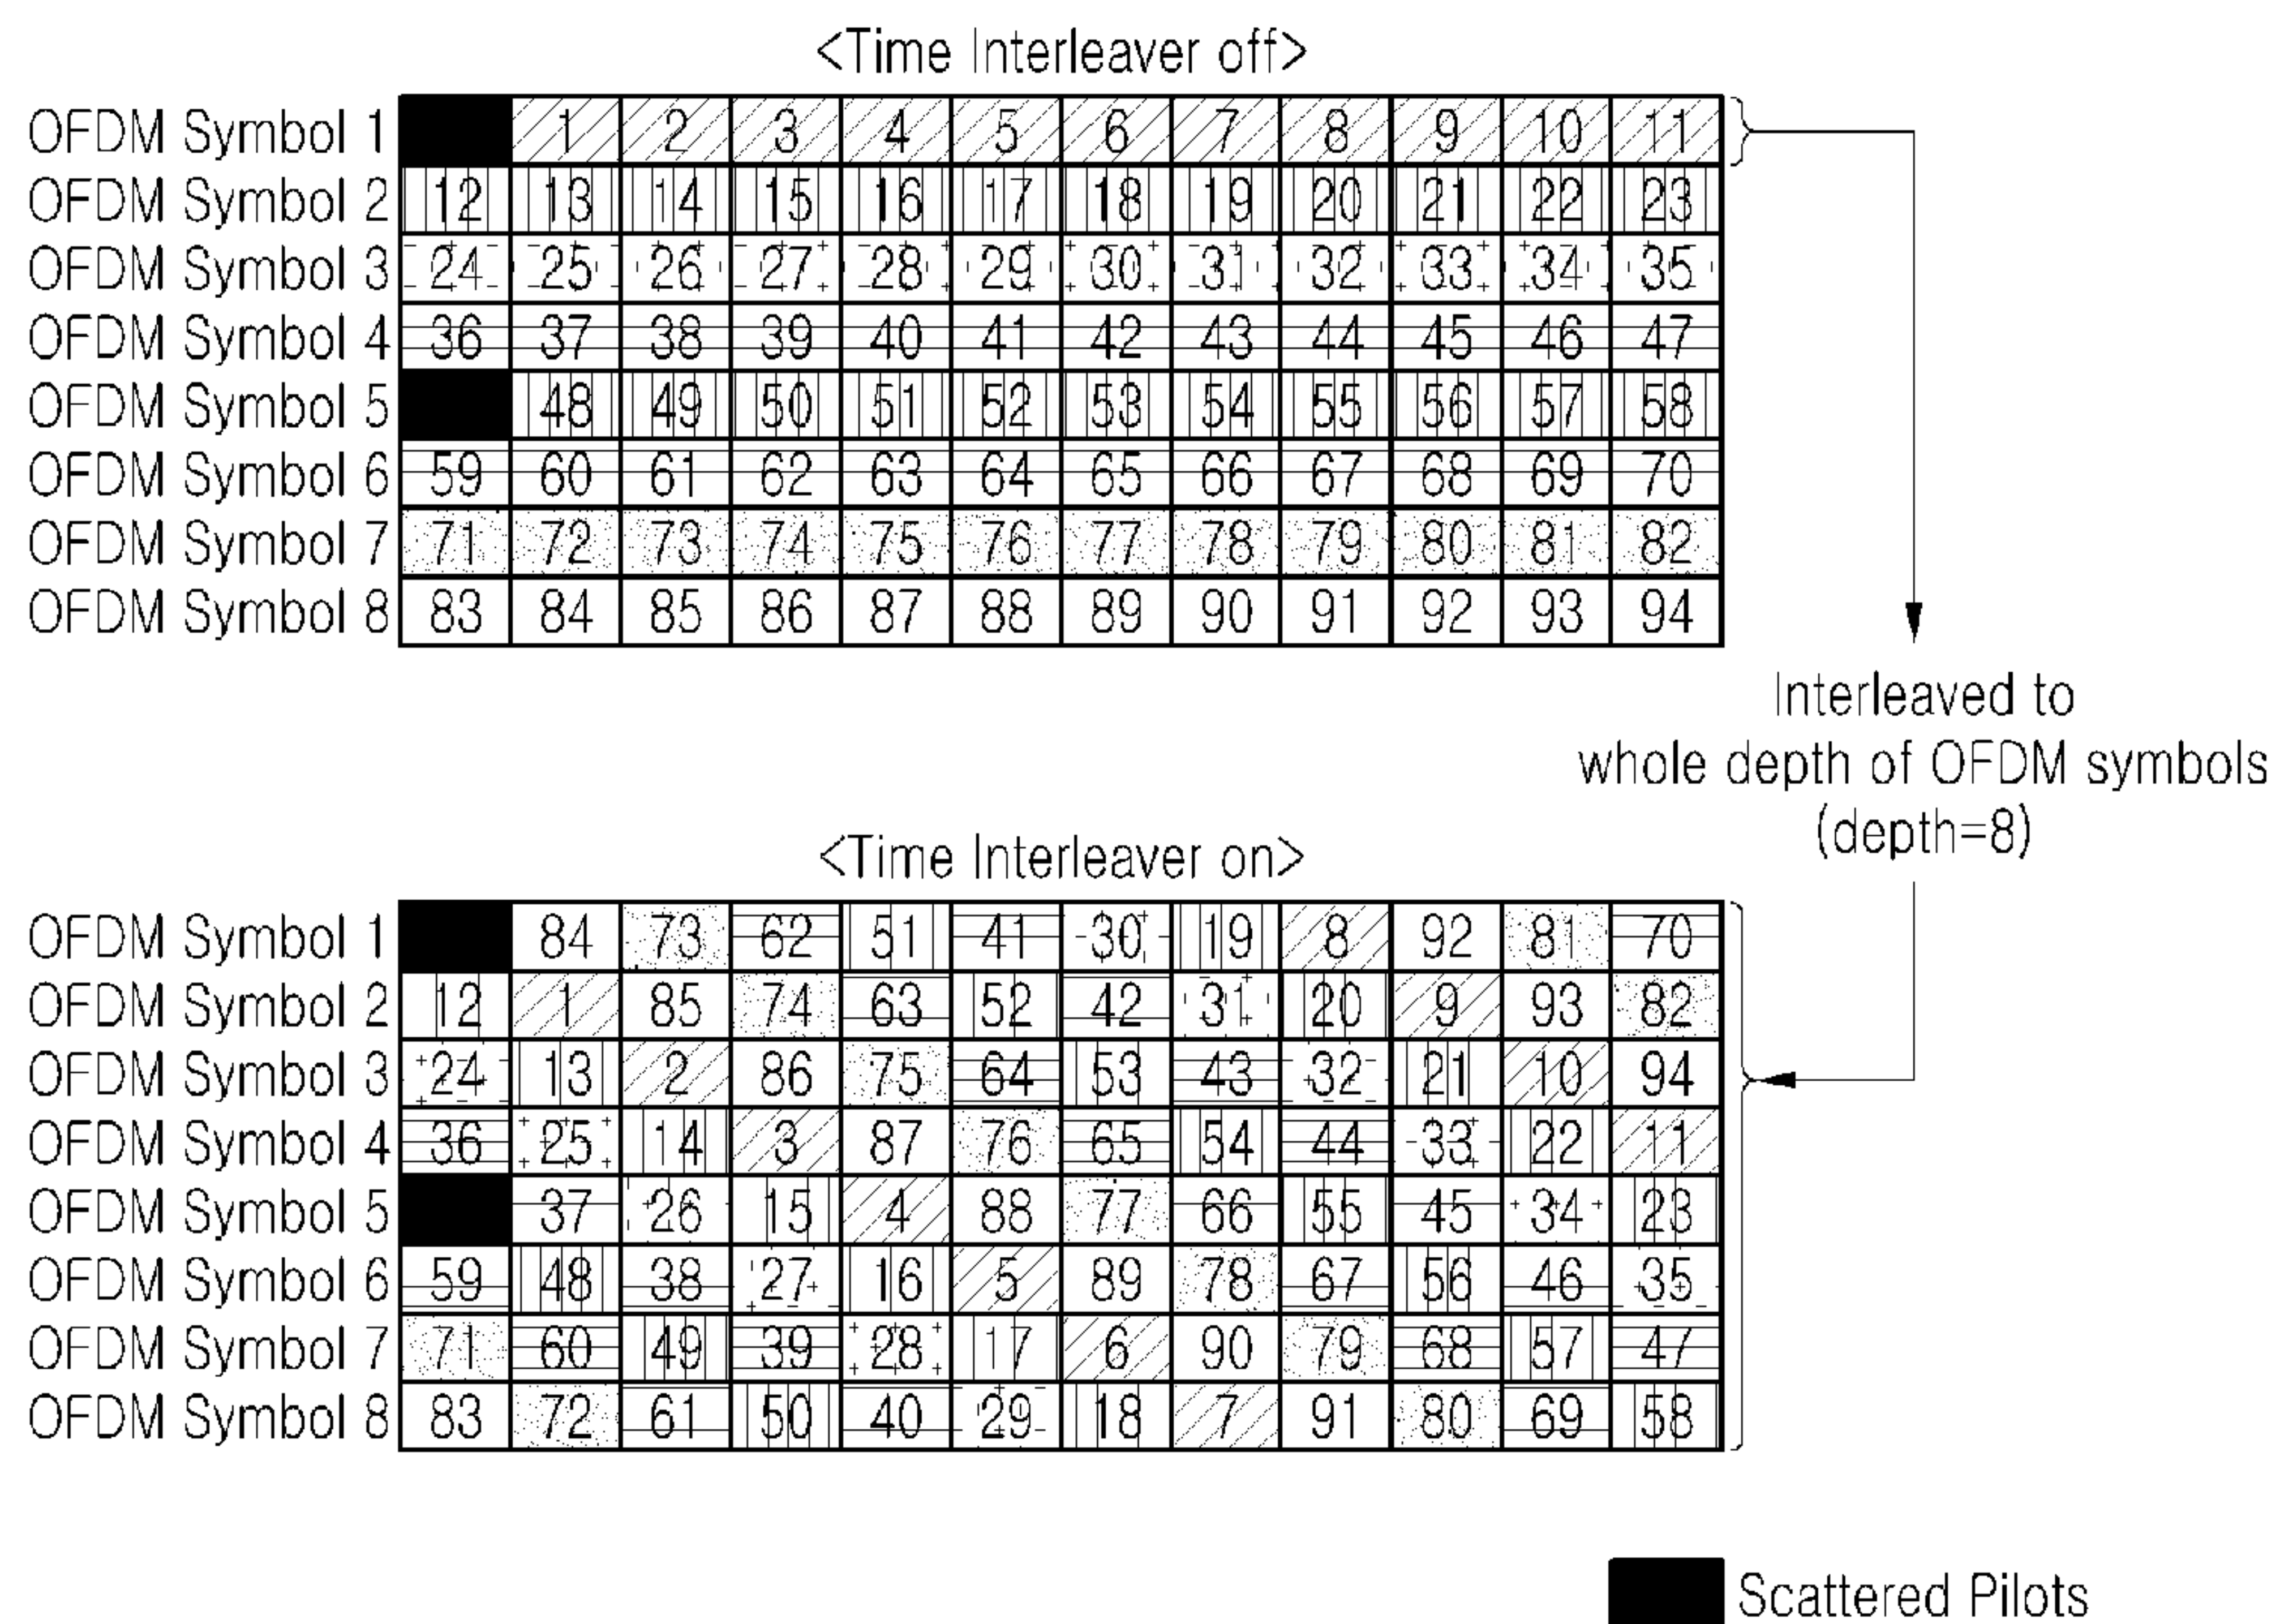 <Time Interleaver off>
OFDM Symbol 1 1 2 3 4 5 6 7 8 9 10 11
OFDM Symbol 2 12 13 14 15 16 17 18 19 20 21 22 23
OFDM Symbol 3 24 25 26 27 28 29 30 31 32 33 34 35
OFDM Symbol 4 36 37 38 39 40 41 42 43 44 45 46 47
OFDM Symbol 5 48 49 50 51 52 53 54 55 56 57 58
OFDM Symbol 6 59 60 61 62 63 64 65 66 67 68 69 70
OFDM Symbol 7 71 72 73 74 75 76 77 78 79 80 81 82
OFDM Symbol 8 83 84 85 86 87 88 89 90 91 92 93 94
Interleaved to
whole depth of OFDM symbols
(depth=8)
<Time Interleaver on>
OFDM Symbol 1 84 73 62 51 41 30 19 8 92 81 70
OFDM Symbol 2 12 1 85 74 63 52 42 31 20 9 93 82
OFDM Symbol 3 24 13 2 86 75 64 53 43 32 21 10 94
OFDM Symbol 4 36 25 14 3 87 76 65 54 44 33 22 11
OFDM Symbol 5 37 26 15 4 88 77 66 55 45 34 23
OFDM Symbol 6 59 48 38 27 16 5 89 78 67 56 46 35
OFDM Symbol 7 71 60 49 39 28 17 6 90 79 68 57 47
OFDM Symbol 8 83 72 61 50 40 29 18 7 91 80 69 58
Scattered Pilots